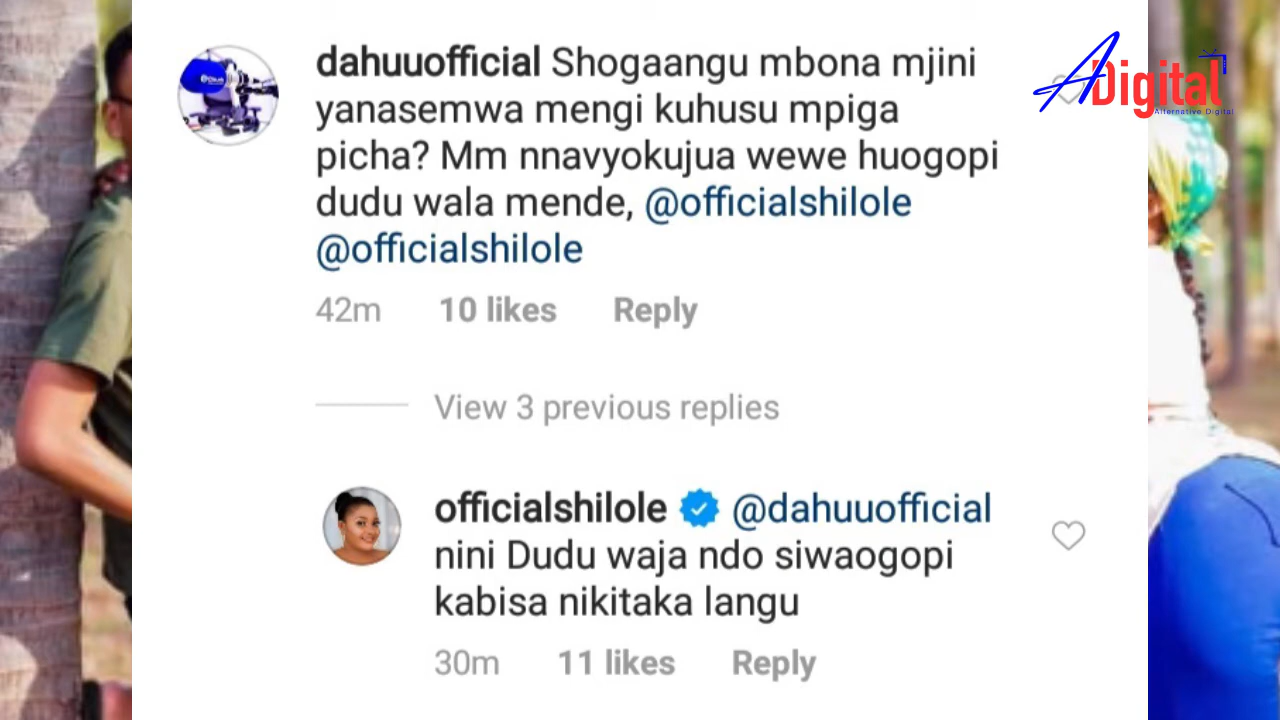 dahuuofficial Shogaangu mbona mjini
yanasemwa mengi kuhusu mpiga
picha? Mm nnavyokujua wewe huogopi
dudu wala mende, @officialshilole
@officialshilole
42m 10 likes Reply
View 3 previous replies
officialshilole @dahuuofficial
nini Dudu waja ndo siwaogopi
kabisa nikitaka langu
30m 11 likes Reply
A Digital
Alternative Digital